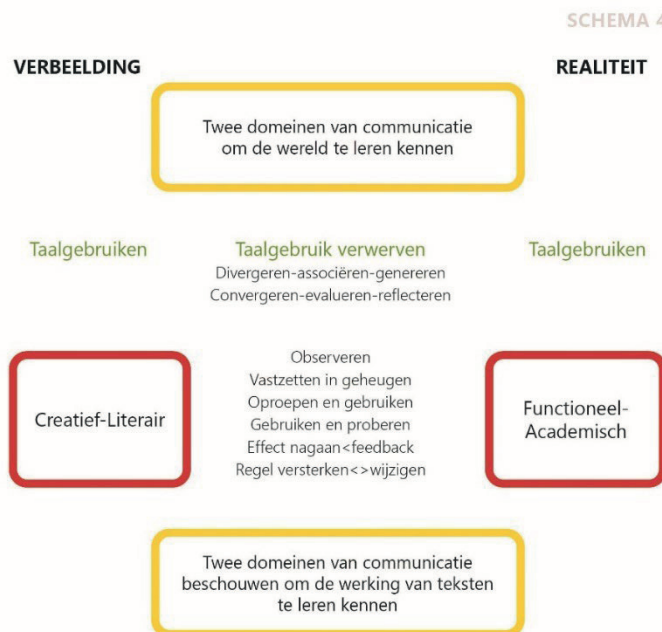 SCHEMA 4
VERBEELDING
REALITEIT
Twee domeinen van communicatie
om de wereld te leren kennen
Taalgebruiken
Taalgebruik verwerven
Taalgebruiken
Divergeren-associëren-genereren
Convergeren-evalueren-reflecteren
Creatief-Literair
Observeren
Vastzetten in geheugen
Oproepen en gebruiken
Gebruiken en proberen
Effect nagaan<feedback
Regel versterken<>wijzigen
Functioneel-
Academisch
Twee domeinen van communicatie
beschouwen om de werking van teksten
te leren kennen